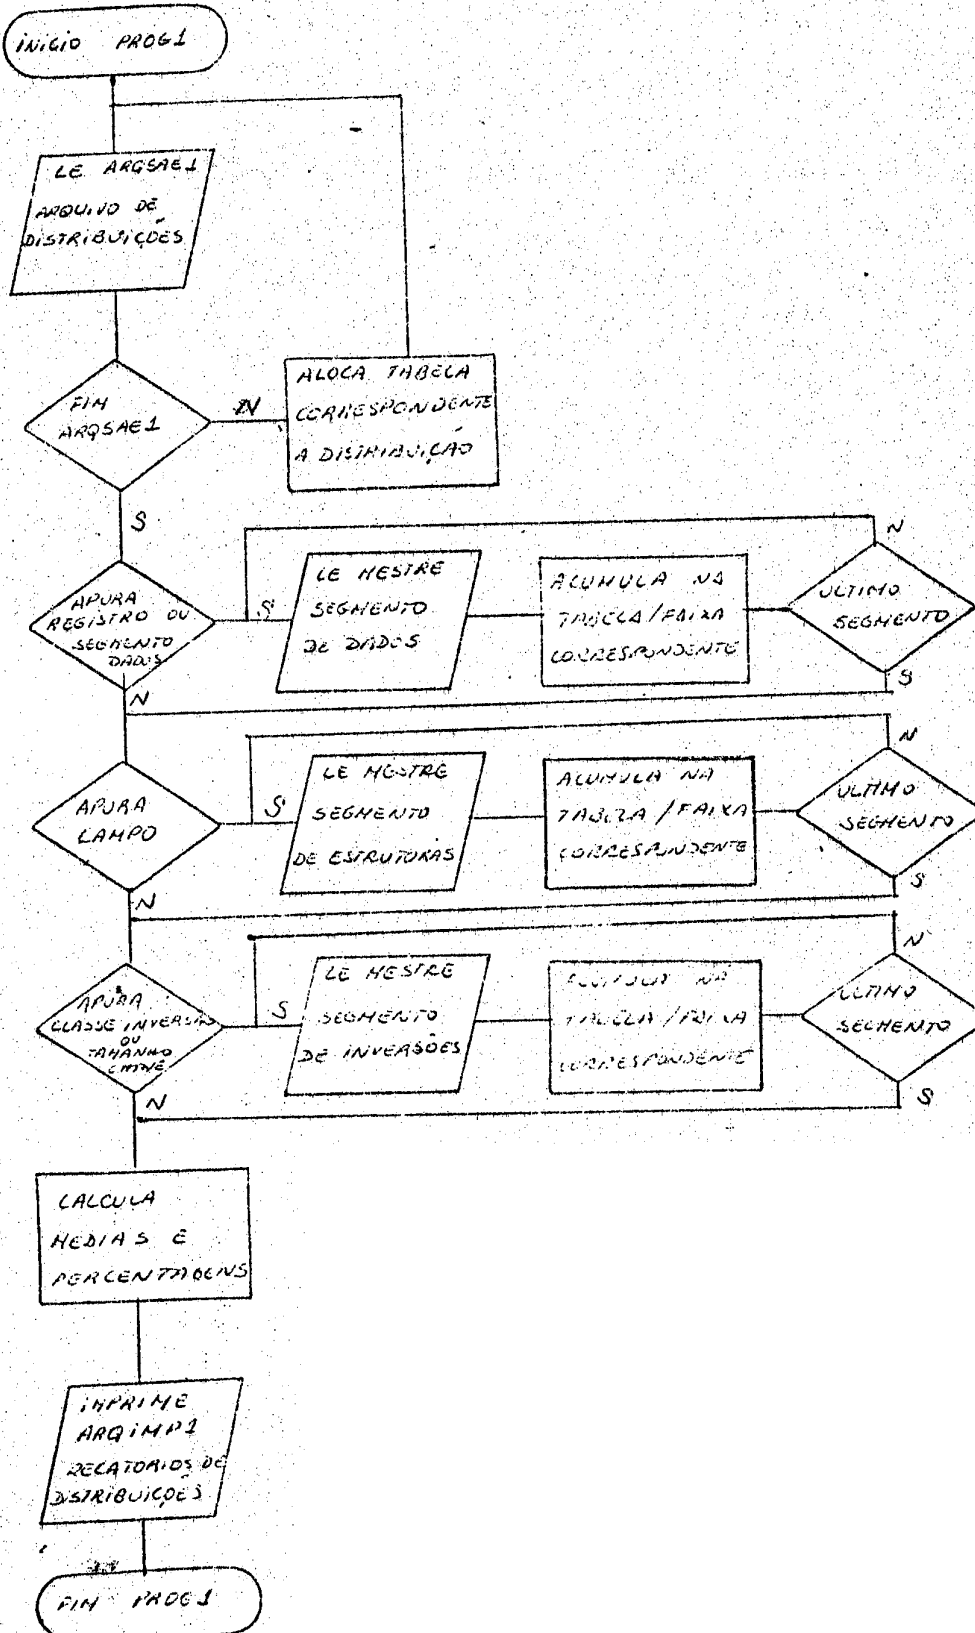 INICIO PROG1
LE ARQSAE1
ARQUIVO DE
DISTRIBUIÇÕES
FIM
ARQSAE1
N
ALOCA TABELA
CORRESPONDENTE
A DISTRIBUIÇÃO
S
APURA
REGISTRO OU
SEGMENTO
DADOS
S
LE MESTRE
SEGMENTO
DE DADOS
ACUMULA NA
TABELA/FAIXA
CORRESPONDENTE
N
ULTIMO
SEGMENTO
S
N
APURA
CAMPO
S
LE MESTRE
SEGMENTO
DE ESTRUTURAS
ACUMULA NA
TABELA/FAIXA
CORRESPONDENTE
N
ULTIMO
SEGMENTO
S
N
APURA
CLASSE INVERSÃO
OU
TAMANHO
CHAVE
S
LE MESTRE
SEGMENTO
DE INVERSÕES
ACUMULA NA
TABELA/FAIXA
CORRESPONDENTE
N
ULTIMO
SEGMENTO
S
N
CALCULA
MEDIAS E
PERCENTAGENS
IMPRIME
ARQIMP1
RELATORIOS DE
DISTRIBUIÇÕES
FIM PROG1